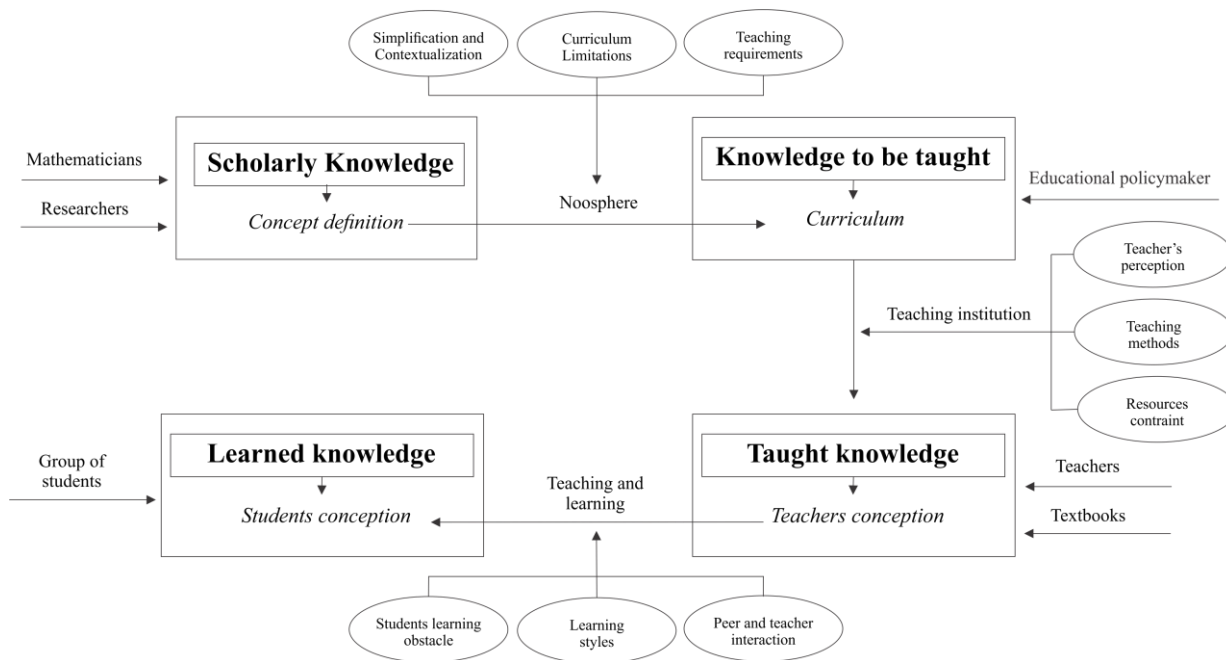 Simplification and
Contextualization
Curriculum
Limitations
Teaching
requirements
Mathematicians
Researchers
Scholarly Knowledge
Concept definition
Noosphere
Knowledge to be taught
Curriculum
Educational policymaker
Teacher's
perception
Teaching institution
Teaching
methods
Resources
contraint
Group of
students
Learned knowledge
Students conception
Teaching and
learning
Taught knowledge
Teachers conception
Teachers
Textbooks
Students learning
obstacle
Learning
styles
Peer and teacher
interaction